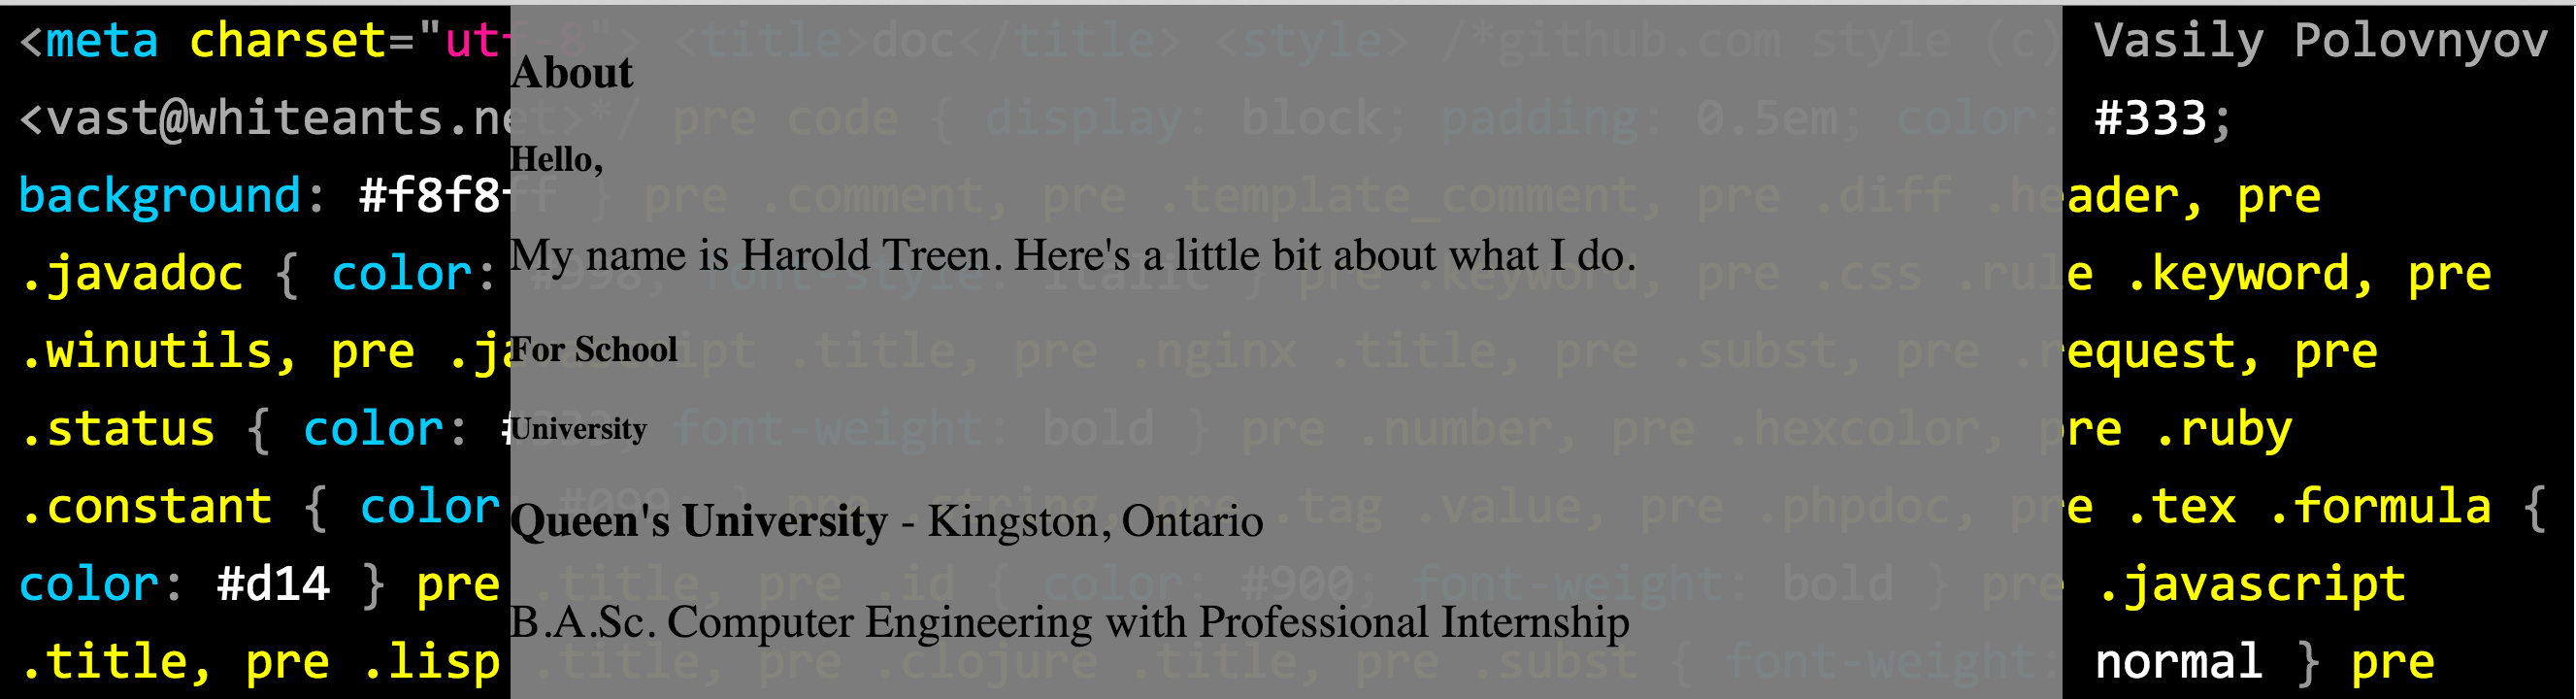 <meta charset="utf-8"> <title>doc</title> <style> /*github.com style (c) Vasily Polovnyov
About
<vast@whiteants.net>*/ pre code { display: block; padding: 0.5em; color: #333;
Hello,
background: #f8f8ff } pre .comment, pre .template_comment, pre .diff .header, pre
My name is Harold Treen. Here's a little bit about what I do.
.javadoc { color: #998; font-style: italic } pre .keyword, pre .css .rule .keyword, pre
For School
.winutils, pre .javascript .title, pre .nginx .title, pre .subst, pre .request, pre
University
.status { color: #333; font-weight: bold } pre .number, pre .hexcolor, pre .ruby
Queen's University - Kingston, Ontario
.constant { color: #099; } pre .string, pre .tag .value, pre .phpdoc, pre .tex .formula {
color: #d14 } pre .title, pre .id { color: #900; font-weight: bold } pre .javascript
B.A.Sc. Computer Engineering with Professional Internship
.title, pre .lisp .title, pre .clojure .title, pre .subst { font-weight: normal } pre